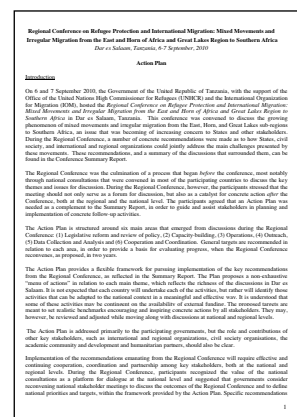 Regional Conference on Refugee Protection and International Migration: Mixed Movements and
Irregular Migration from the East and Horn of Africa and Great Lakes Region to Southern Africa
Dar es Salaam, Tanzania, 6-7 September, 2010
Action Plan
Introduction
On 6 and 7 September 2010, the Government of the United Republic of Tanzania, with the support of the
Office of the United Nations High Commissioner for Refugees (UNHCR) and the International Organization
for Migration (IOM), hosted the Regional Conference on Refugee Protection and International Migration:
Mixed Movements and Irregular Migration from the East and Horn of Africa and Great Lakes Region to
Southern Africa in Dar es Salaam, Tanzania. This conference was convened to discuss the growing
phenomenon of mixed movements and irregular migration from the East, Horn, and Great Lakes sub-regions
to Southern Africa, an issue that was becoming of increasing concern to States and other stakeholders.
During the Regional Conference, a number of concrete recommendations were made as to how States, civil
society, and international and regional organizations could jointly address the main challenges presented by
these movements. These recommendations, and a summary of the discussions that surrounded them, can be
found in the Conference Summary Report.
The Regional Conference was the culmination of a process that began before the conference, most notably
through national consultations that were convened in most of the participating countries to discuss the key
themes and issues for discussion. During the Regional Conference, however, the participants stressed that the
meeting should not only serve as a forum for discussion, but also as a catalyst for concrete action after the
Conference, both at the regional and national level. The participants agreed that an Action Plan was
needed as a complement to the Summary Report, in order to guide and assist stakeholders in planning and
implementation of concrete follow-up activities.
The Action Plan is structured around six main areas that emerged from discussions during the Regional
Conference: (1) Legislative reform and review of policy, (2) Capacity-building, (3) Operations, (4) Outreach,
(5) Data Collection and Analysis and (6) Cooperation and Coordination. General targets are recommended in
relation to each area, in order to provide a basis for evaluating progress, when the Regional Conference
reconvenes, as proposed, in two years.
The Action Plan provides a flexible framework for pursuing implementation of the key recommendations
from the Regional Conference, as reflected in the Summary Report. The Plan proposes a non-exhaustive
"menu of actions" in relation to each main theme, which reflects the richness of the discussions in Dar es
Salaam. It is not expected that each country will undertake each of the activities, but rather will identify those
activities that can be adapted to the national context in a meaningful and effective way. It is understood that
some of these activities may be contingent on the availability of external funding. The proposed targets are
meant to set realistic benchmarks encouraging and inspiring concrete actions by all stakeholders. They may,
however, be reviewed and adjusted while moving along with discussions at national and regional levels.
The Action Plan is addressed primarily to the participating governments, but the role and contributions of
other key stakeholders, such as international and regional organizations, civil society organisations, the
academic community and development and humanitarian partners, should also be clear.
Implementation of the recommendations emanating from the Regional Conference will require effective and
continuing cooperation, coordination and partnership among key stakeholders, both at the national and
regional levels. During the Regional Conference, participants recognized the value of the national
consultations as a platform for dialogue at the national level and suggested that governments consider
reconvening national stakeholder meetings to discuss the outcomes of the Regional Conference and to define
national priorities and targets, within the framework provided by the Action Plan. Specific recommendations
1